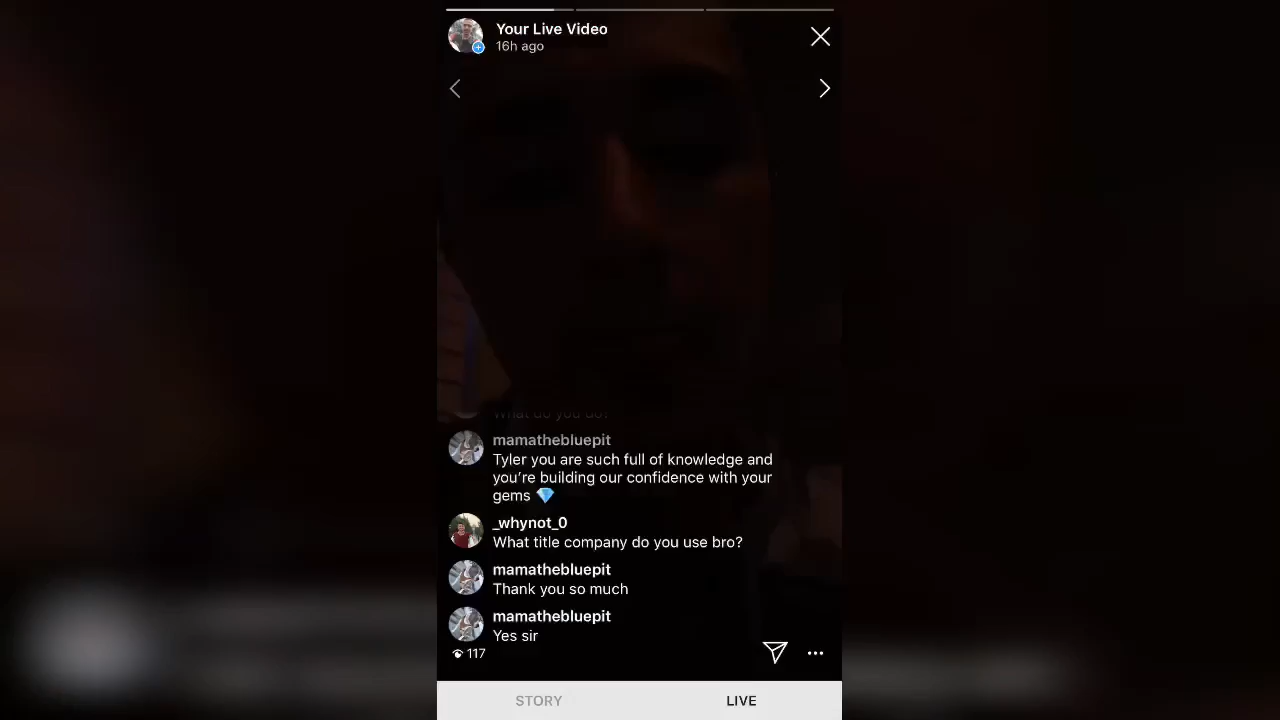 Your Live Video
16h ago
What do you do?
mamathebluepit
Tyler you are such full of knowledge and
you're building our confidence with your
gems 💎
_whynot_0
What title company do you use bro?
mamathebluepit
Thank you so much
mamathebluepit
Yes sir
117
STORY
LIVE